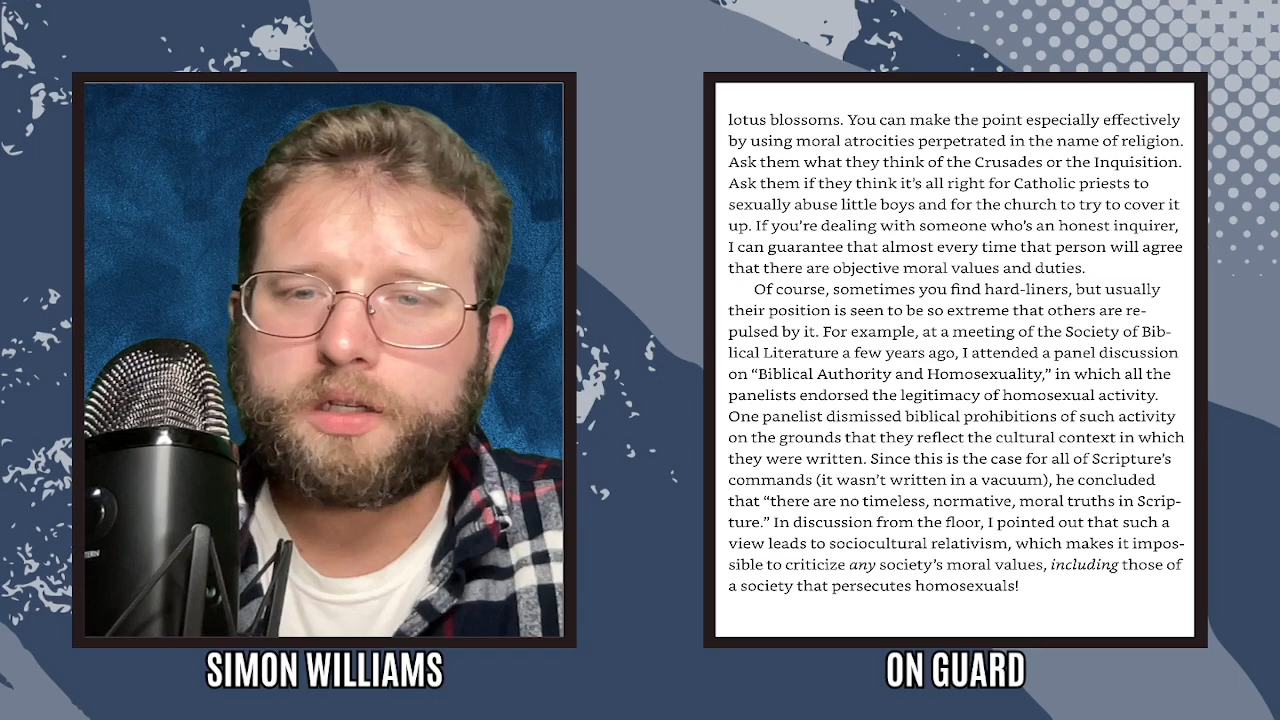 lotus blossoms. You can make the point especially effectively
by using moral atrocities perpetrated in the name of religion.
Ask them what they think of the Crusades or the Inquisition.
Ask them if they think it's all right for Catholic priests to
sexually abuse little boys and for the church to try to cover it
up. If you're dealing with someone who's an honest inquirer,
I can guarantee that almost every time that person will agree
that there are objective moral values and duties.
Of course, sometimes you find hard-liners, but usually
their position is seen to be so extreme that others are re-
pulsed by it. For example, at a meeting of the Society of Bib-
lical Literature a few years ago, I attended a panel discussion
on “Biblical Authority and Homosexuality,” in which all the
panelists endorsed the legitimacy of homosexual activity.
One panelist dismissed biblical prohibitions of such activity
on the grounds that they reflect the cultural context in which
they were written. Since this is the case for all of Scripture's
commands (it wasn't written in a vacuum), he concluded
that “there are no timeless, normative, moral truths in Scrip-
ture.” In discussion from the floor, I pointed out that such a
view leads to sociocultural relativism, which makes it impos-
sible to criticize any society's moral values, including those of
a society that persecutes homosexuals!
SIMON WILLIAMS
ON GUARD